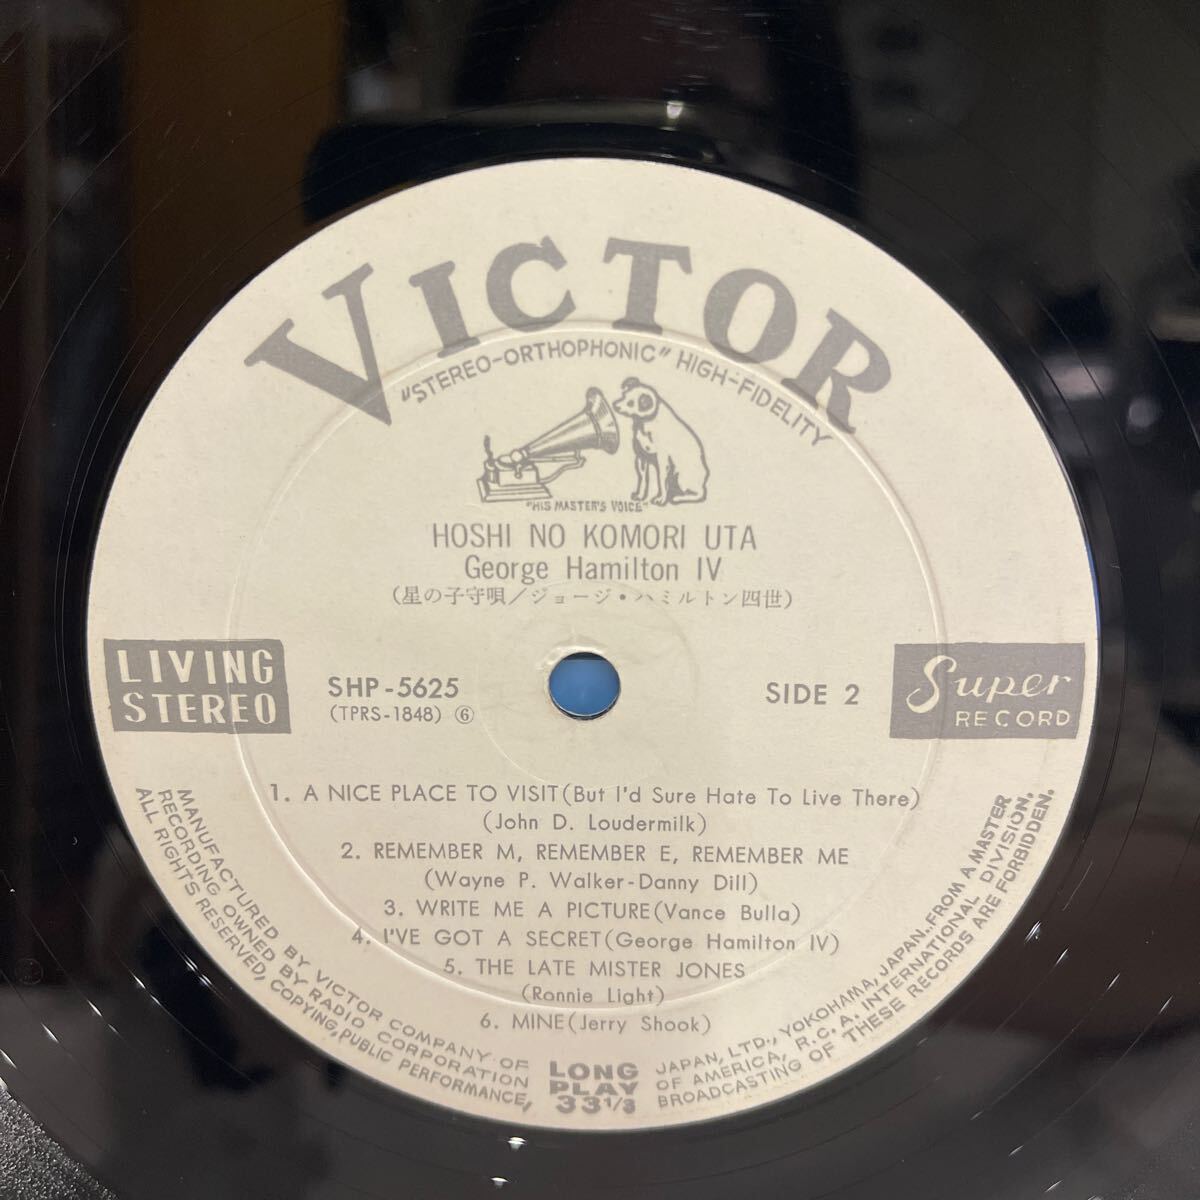 VICTOR
"STEREO-ORTHOPHONIC" HIGH-FIDELITY
"HIS MASTER'S VOICE"
HOSHI NO KOMORI UTA
George Hamilton IV
(星の子守唄/ジョージ・ハミルトン四世)
LIVING
STEREO
SHP-5625
(TPRS-1848) ⑥
SIDE 2
Super
RECORD
1. A NICE PLACE TO VISIT(But I'd Sure Hate To Live There)
(John D. Loudermilk)
2. REMEMBER M, REMEMBER E, REMEMBER ME
(Wayne P. Walker-Danny Dill)
3. WRITE ME A PICTURE(Vance Bulla)
4. I'VE GOT A SECRET(George Hamilton IV)
5. THE LATE MISTER JONES
(Ronnie Light)
6. MINE(Jerry Shook)
LONG
PLAY
33 1/3
MANUFACTURED BY VICTOR COMPANY OF JAPAN, LTD., YOKOHAMA, JAPAN..FROM A MASTER
RECORDING OWNED BY RADIO CORPORATION OF AMERICA, R.C.A. INTERNATIONAL DIVISION.
ALL RIGHTS RESERVED, COPYING, PUBLIC PERFORMANCE, BROADCASTING OF THESE RECORDS ARE FORBIDDEN.